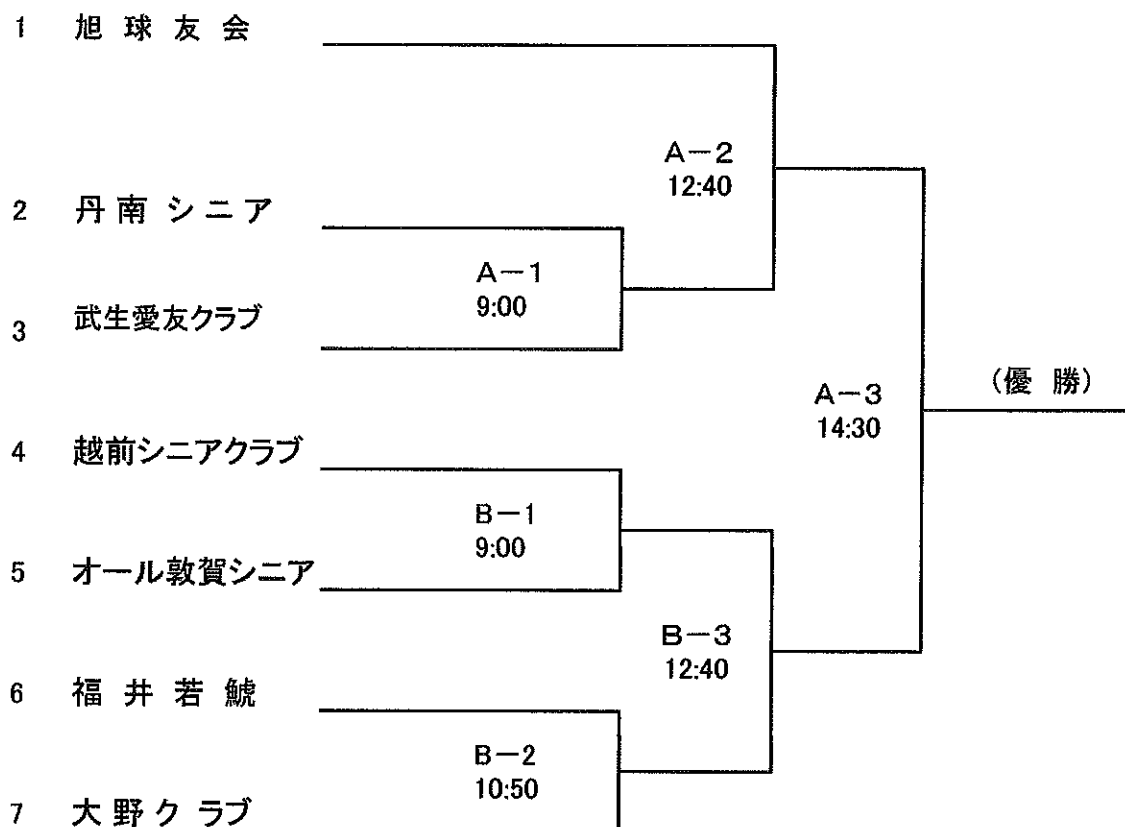 1 旭球友会
A-2
12:40
2 丹南シニア
A-1
9:00
3 武生愛友クラブ
(優勝)
A-3
14:30
4 越前シニアクラブ
B-1
9:00
5 オール敦賀シニア
B-3
12:40
6 福井若鯱
B-2
10:50
7 大野クラブ